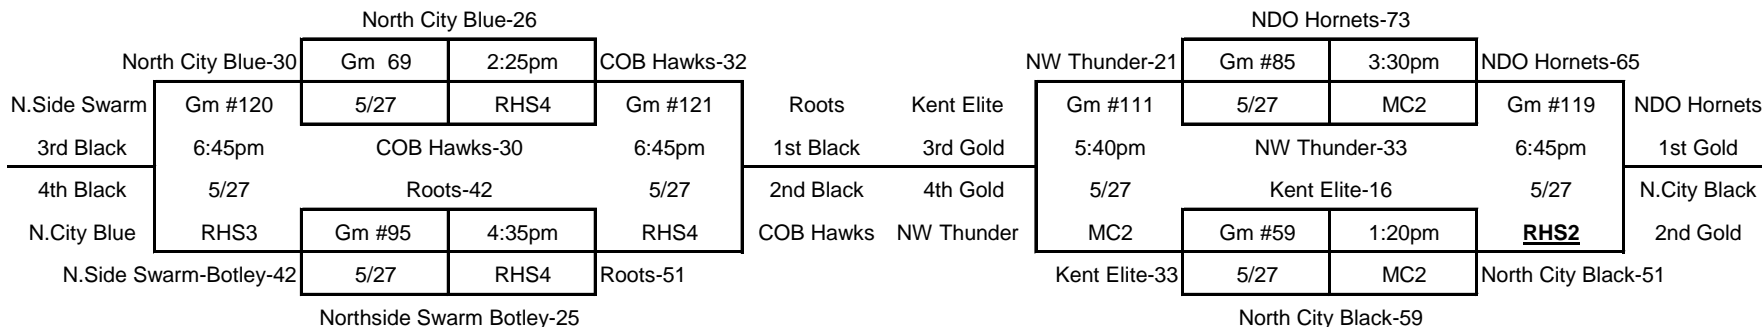 North City Blue-26 NDO Hornets-73
North City Blue-30 Gm 69 2:25pm COB Hawks-32 NW Thunder-21 Gm #85 3:30pm NDO Hornets-65
N.Side Swarm Gm #120 5/27 RHS4 Gm #121 Roots Kent Elite Gm #111 5/27 MC2 Gm #119 NDO Hornets
3rd Black 6:45pm COB Hawks-30 6:45pm 1st Black 3rd Gold 5:40pm NW Thunder-33 6:45pm 1st Gold
4th Black 5/27 Roots-42 5/27 2nd Black 4th Gold 5/27 Kent Elite-16 5/27 N.City Black
N.City Blue RHS3 Gm #95 4:35pm RHS4 COB Hawks NW Thunder MC2 Gm #59 1:20pm RHS2 2nd Gold
N.Side Swarm-Botley-42 5/27 RHS4 Roots-51 Kent Elite-33 5/27 MC2 North City Black-51
Northside Swarm Botley-25 North City Black-59